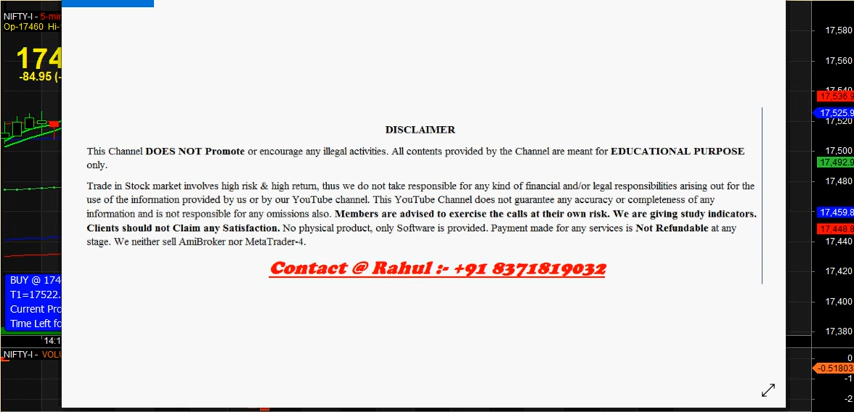 NIFTY-I - 5-min
Op-17460 Hi-
174
-84.95 (-
DISCLAIMER
This Channel DOES NOT Promote or encourage any illegal activities. All contents provided by the Channel are meant for EDUCATIONAL PURPOSE
only.
Trade in Stock market involves high risk & high return, thus we do not take responsible for any kind of financial and/or legal responsibilities arising out for the
use of the information provided by us or by our YouTube channel. This YouTube Channel does not guarantee any accuracy or completeness of any
information and is not responsible for any omissions also. Members are advised to exercise the calls at their own risk. We are giving study indicators.
Clients should not Claim any Satisfaction. No physical product, only Software is provided. Payment made for any services is Not Refundable at any
stage. We neither sell AmiBroker nor MetaTrader-4.
Contact @ Rahul :- +91 8371819032
BUY @ 174
T1=17522.
Current Pro
Time Left fo
14:1
NIFTY-I - VOLU
17,580
17,560
17,540
17,536.9
17,525.9
17,520
17,500
17,492.9
17,480
17,459.8
17,448.8
17,440
17,420
17,400
17,380
0
-0.51803
-1
-2